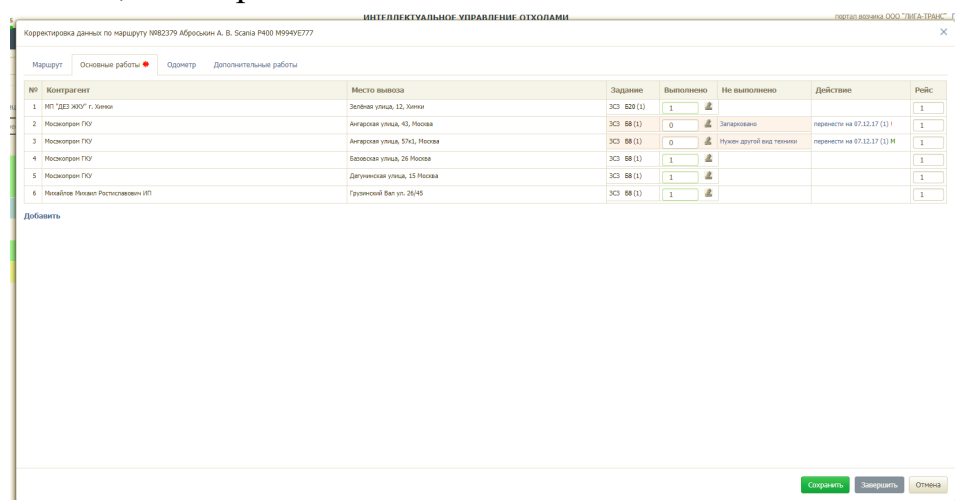 ИНТЕЛЛЕКТУАЛЬНОЕ УПРАВЛЕНИЕ ОТХОДАМИ
портал возчика ООО "ЛИГА-ТРАНС"
Корректировка данных по маршруту №82379 Аброськин А. В. Scania P400 М994УЕ777 ×
Маршрут Основные работы Одометр Дополнительные работы
№ Контрагент Место вывоза Задание Выполнено Не выполнено Действие Рейс
1 МП "ДЕЗ ЖКУ" г. Химки Зелёная улица, 12, Химки ЗСЗ Б20 (1) 1 1
2 Мосэкопром ГКУ Ангарская улица, 43, Москва ЗСЗ Б8 (1) 0 Запарковано перенести на 07.12.17 (1) ! 1
3 Мосэкопром ГКУ Ангарская улица, 57к1, Москва ЗСЗ Б8 (1) 0 Нужен другой вид техники перенести на 07.12.17 (1) М 1
4 Мосэкопром ГКУ Базовская улица, 26 Москва ЗСЗ Б8 (1) 1 1
5 Мосэкопром ГКУ Дегунинская улица, 15 Москва ЗСЗ Б8 (1) 1 1
6 Михайлов Михаил Ростиславович ИП Грузинский Вал ул. 26/45 ЗСЗ Б8 (1) 1 1
Добавить
Сохранить Завершить Отмена